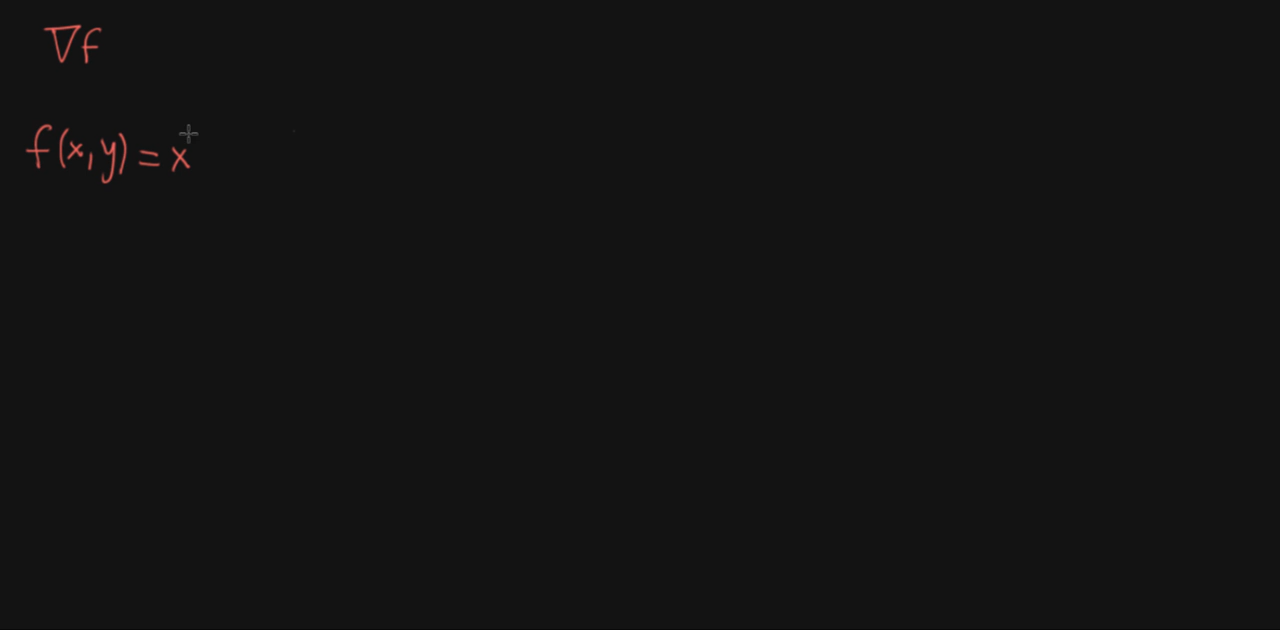 ∇f
f(x,y) = x